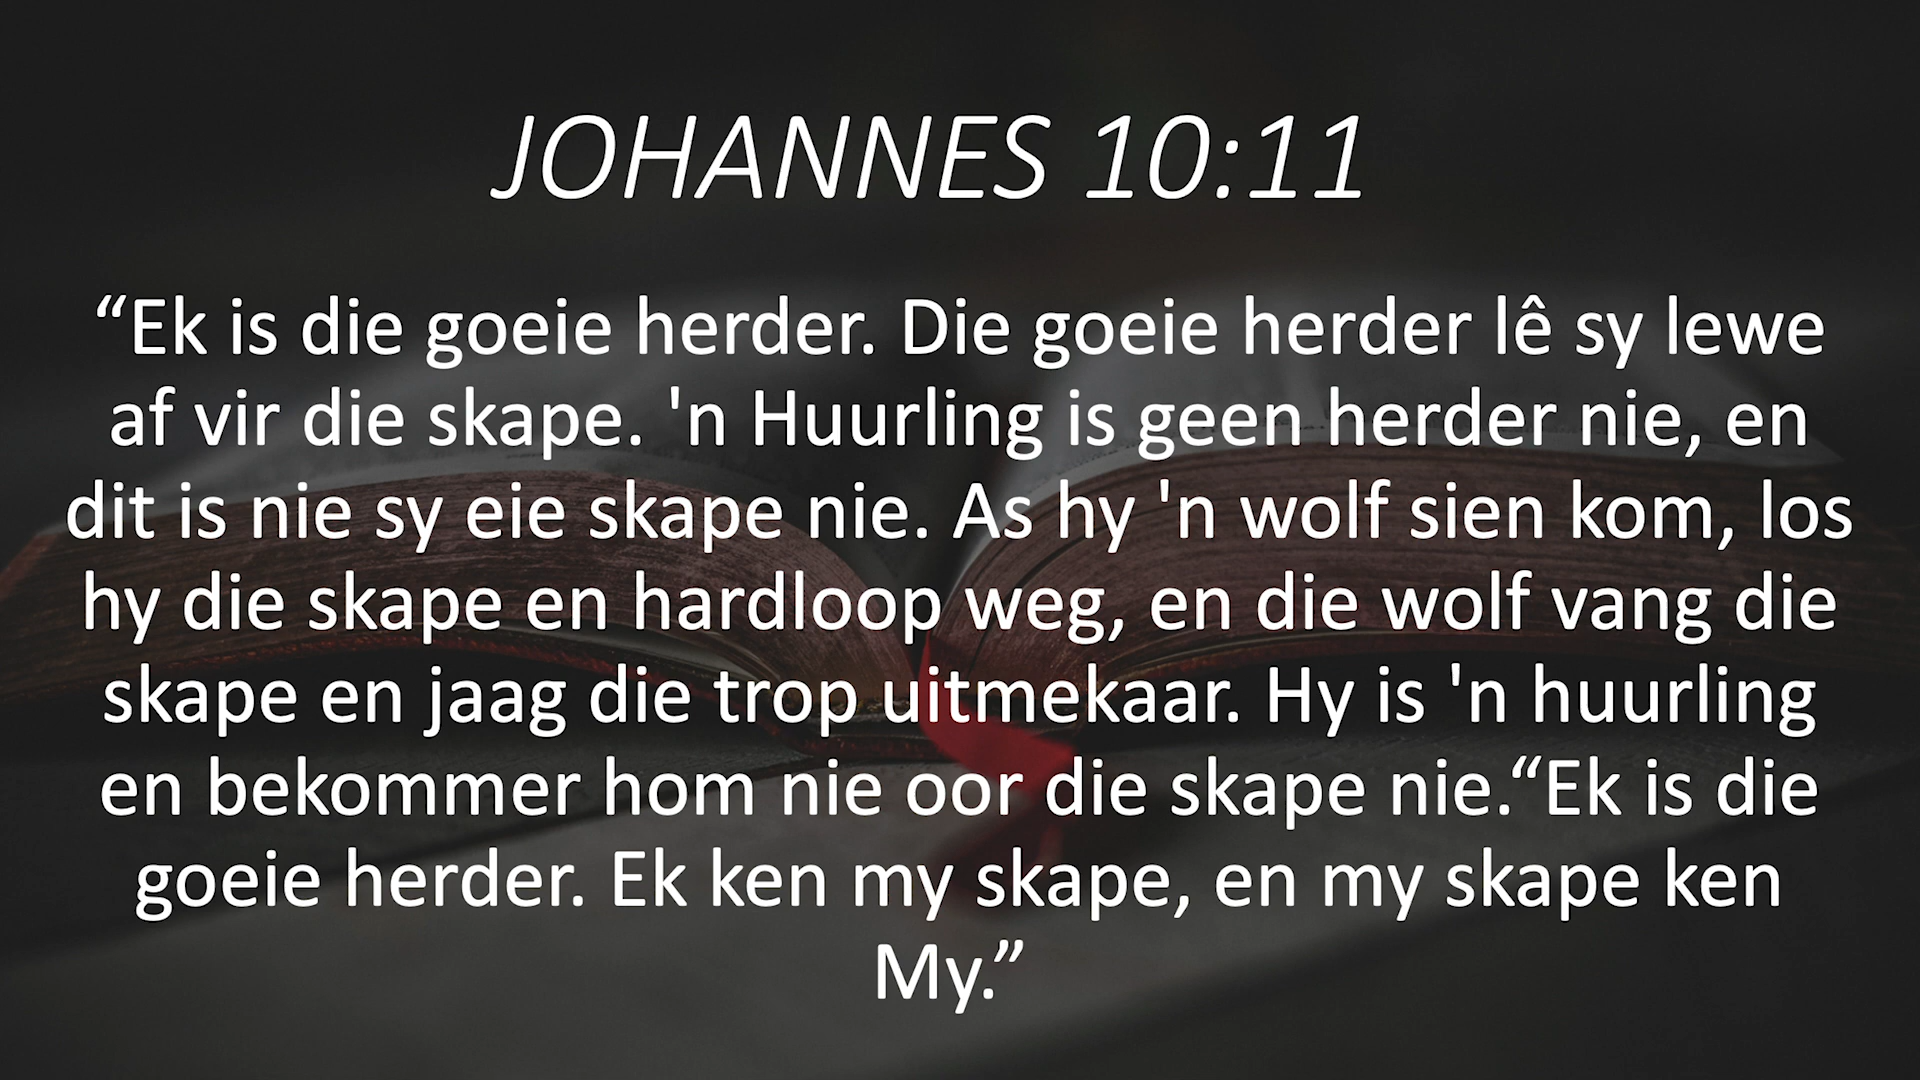 JOHANNES 10:11
“Ek is die goeie herder. Die goeie herder lê sy lewe
af vir die skape. 'n Huurling is geen herder nie, en
dit is nie sy eie skape nie. As hy 'n wolf sien kom, los
hy die skape en hardloop weg, en die wolf vang die
skape en jaag die trop uitmekaar. Hy is 'n huurling
en bekommer hom nie oor die skape nie.“Ek is die
goeie herder. Ek ken my skape, en my skape ken
My.”